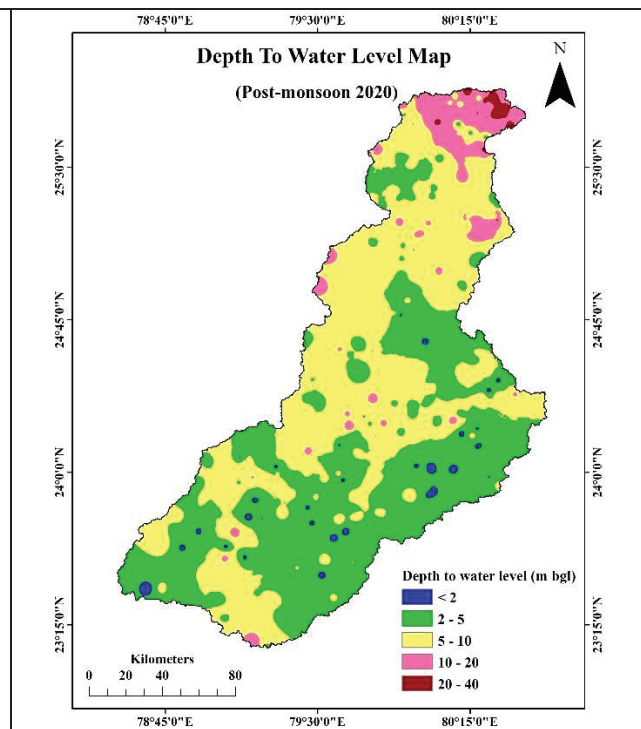 78°45'0"E 79°30'0"E 80°15'0"E
Depth To Water Level Map
(Post-monsoon 2020)
N
25°30'0"N 25°30'0"N
24°45'0"N 24°45'0"N
24°0'0"N 24°0'0"N
23°15'0"N 23°15'0"N
Depth to water level (m bgl)
< 2
2 - 5
5 - 10
10 - 20
20 - 40
Kilometers
0 20 40 60 80
78°45'0"E 79°30'0"E 80°15'0"E